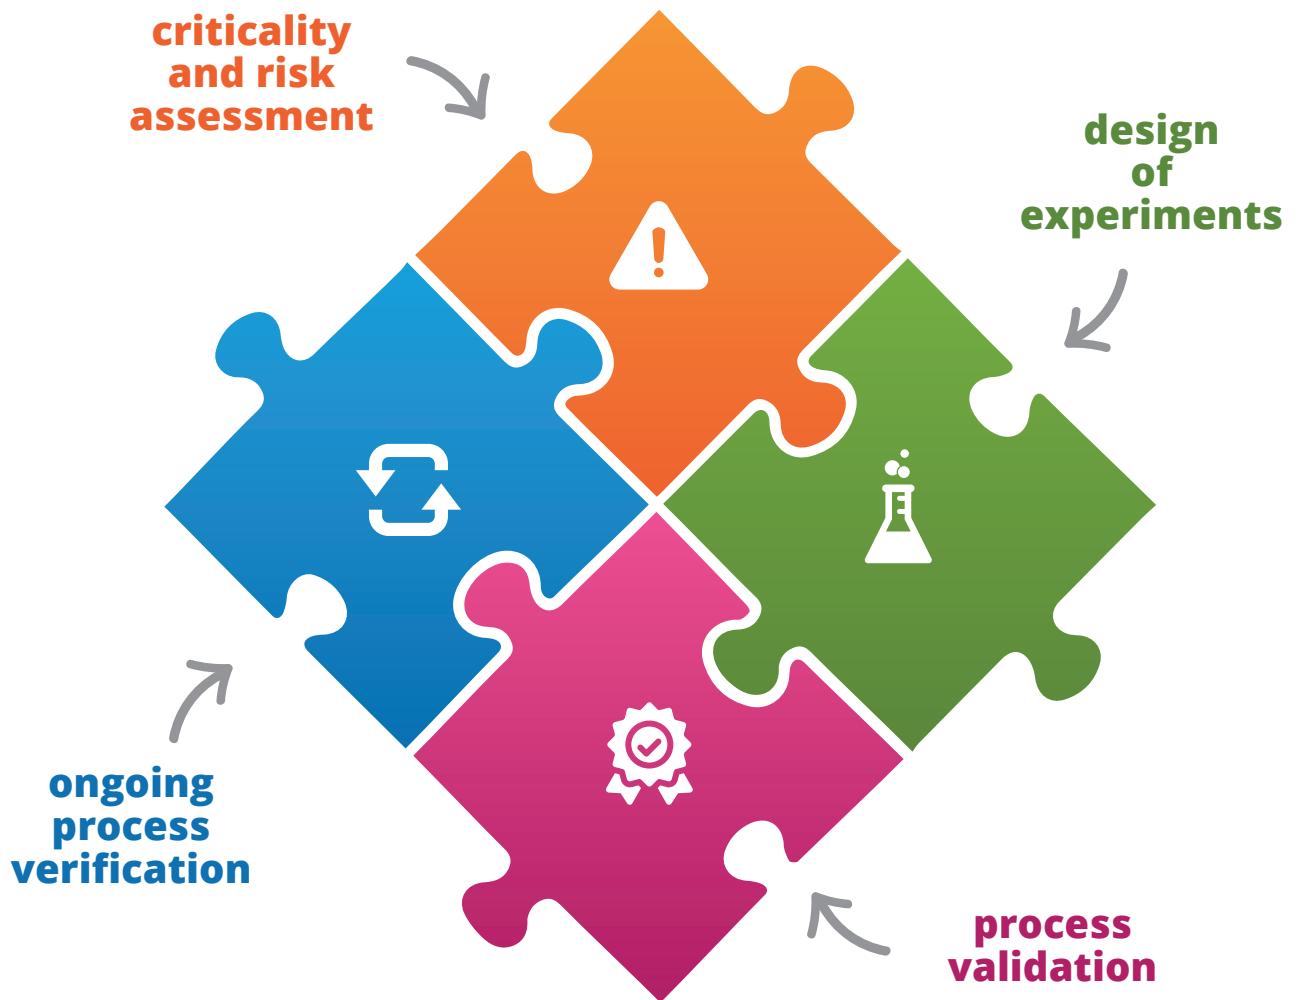 criticality
and risk
assessment
design
of
experiments
ongoing
process
verification
process
validation